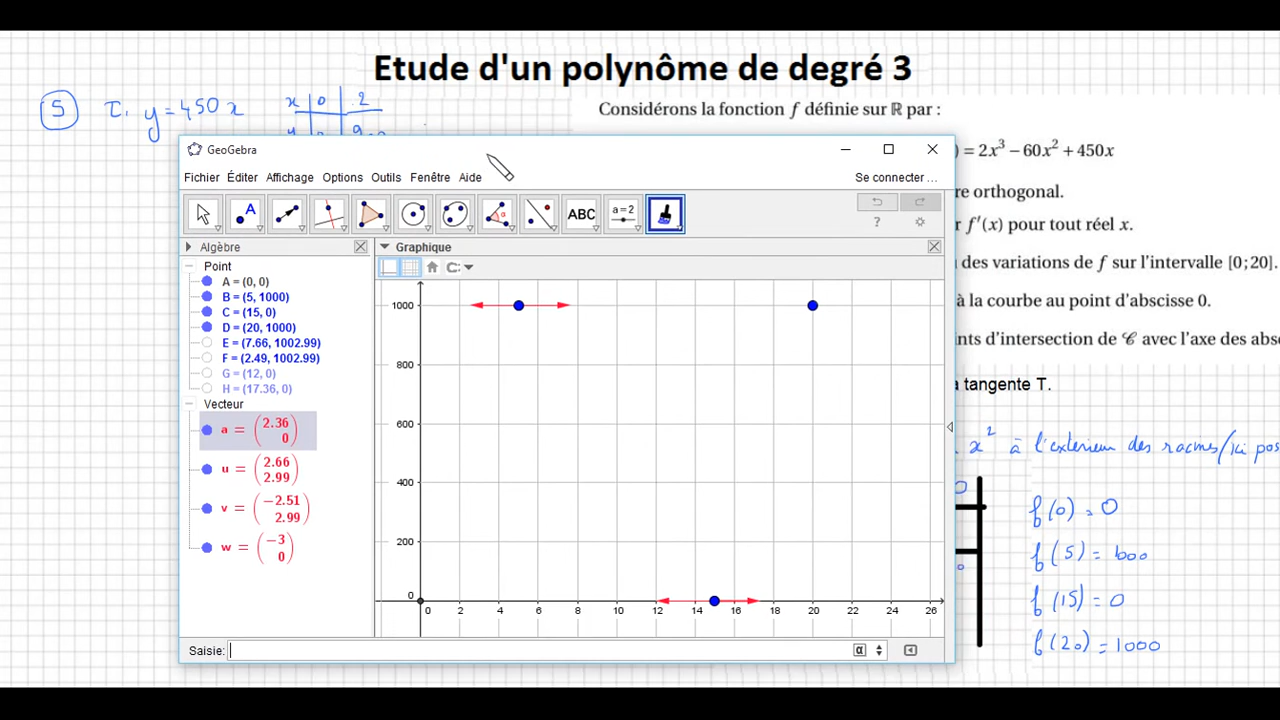 Etude d'un polynôme de degré 3
5 T: y=450x
x 0 2
y
Considérons la fonction f définie sur ℝ par :
) = 2x³ − 60x² + 450x
re orthogonal.
r f′(x) pour tout réel x.
des variations de f sur l'intervalle [0;20].
à la courbe au point d'abscisse 0.
nts d'intersection de 𝒞 avec l'axe des abs
a tangente T.
x² à l'extérieur des racines/ici pos
f(0) = 0
f(5) = 1000
f(15) = 0
f(20) = 1000
GeoGebra
Fichier Éditer Affichage Options Outils Fenêtre Aide
Se connecter ...
A
ABC
a=2
?
Algèbre
Graphique
Point
A = (0, 0)
B = (5, 1000)
C = (15, 0)
D = (20, 1000)
E = (7.66, 1002.99)
F = (2.49, 1002.99)
G = (12, 0)
H = (17.36, 0)
Vecteur
a = (2.36
0)
u = (2.66
2.99)
v = (−2.51
2.99)
w = (−3
0)
1000
800
600
400
200
0
0 2 4 6 8 10 12 14 16 18 20 22 24 26
Saisie:
α